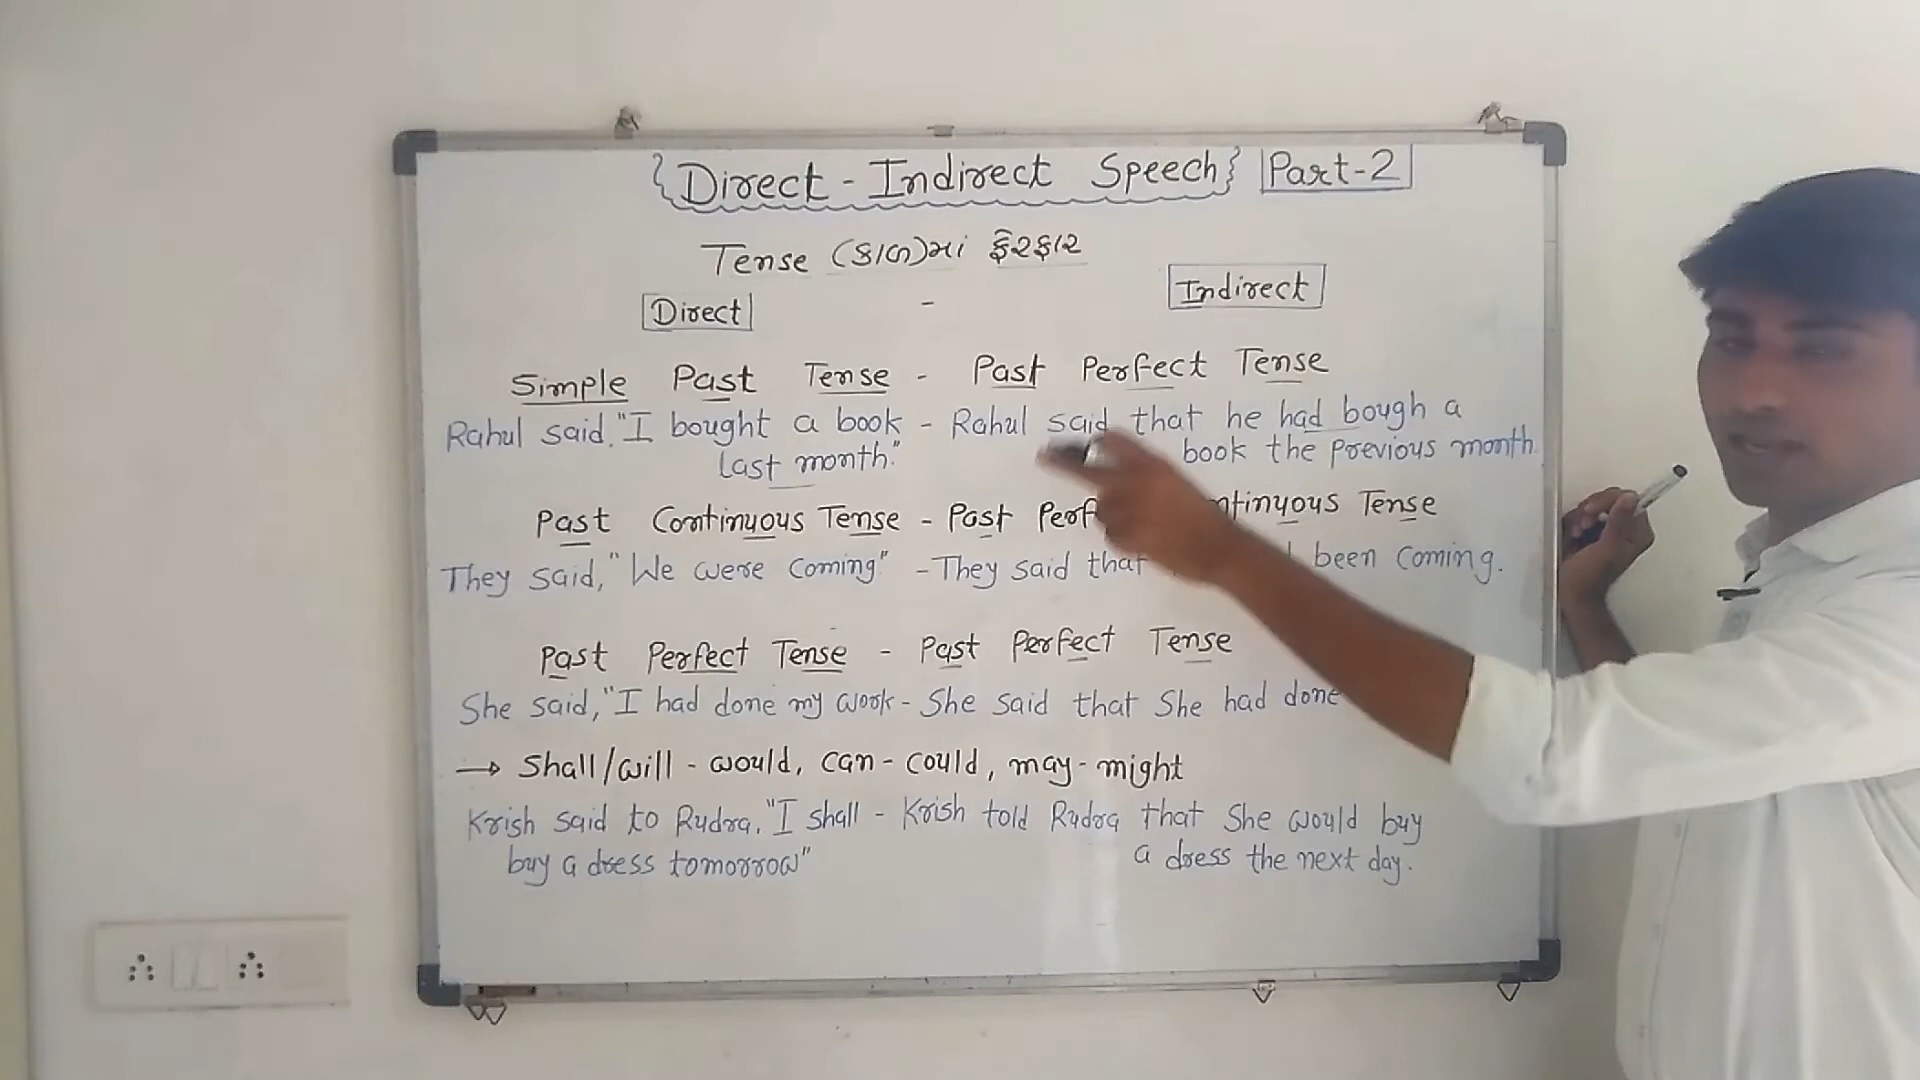 {Direct - Indirect Speech} Part-2
Tense (કાળ)માં ફેરફાર
Direct - Indirect
Simple Past Tense - Past Perfect Tense
Rahul said, "I bought a book - Rahul said that he had bough a
last month." book the previous month.
Past Continuous Tense - Past Tense
They said, "We were coming" - They said that been coming.
Past Perfect Tense - Past Perfect Tense
She said, "I had done my work - She said that She had done
→ Shall/will - would, can - could, may - might
Krish said to Rudra, "I shall - Krish told Rudra that She would buy
buy a dress tomorrow" a dress the next day.